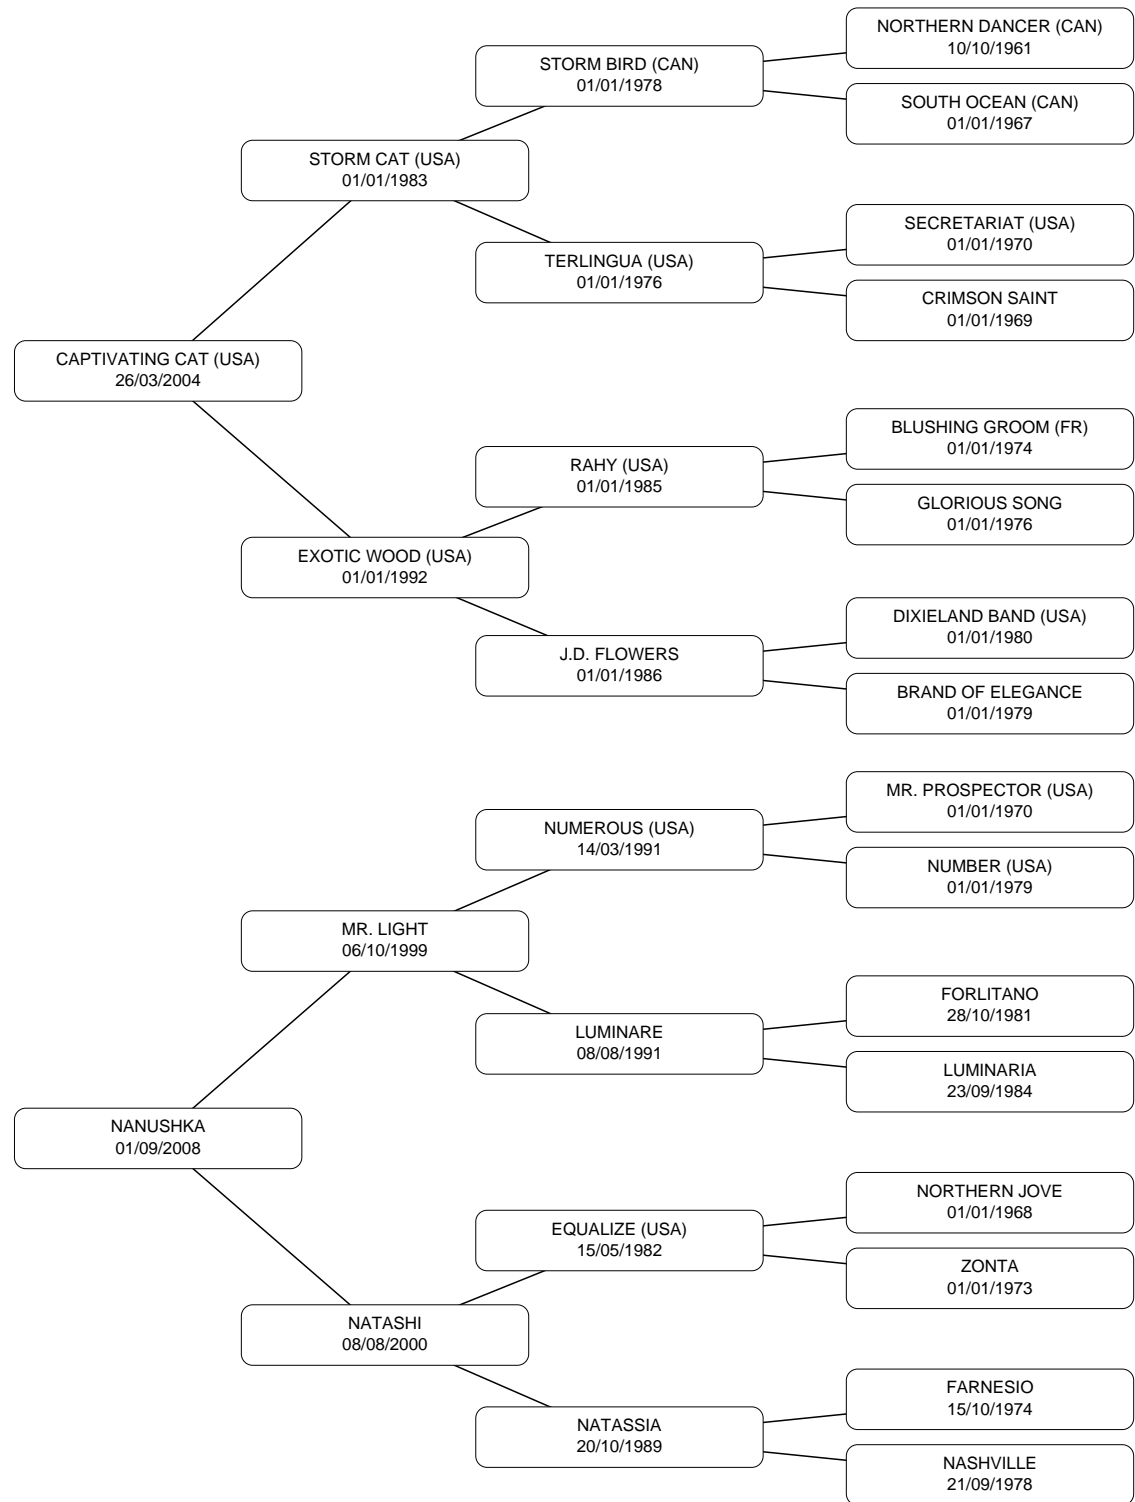 NORTHERN DANCER (CAN)
10/10/1961
STORM BIRD (CAN)
01/01/1978
SOUTH OCEAN (CAN)
01/01/1967
STORM CAT (USA)
01/01/1983
SECRETARIAT (USA)
01/01/1970
TERLINGUA (USA)
01/01/1976
CRIMSON SAINT
01/01/1969
CAPTIVATING CAT (USA)
26/03/2004
BLUSHING GROOM (FR)
01/01/1974
RAHY (USA)
01/01/1985
GLORIOUS SONG
01/01/1976
EXOTIC WOOD (USA)
01/01/1992
DIXIELAND BAND (USA)
01/01/1980
J.D. FLOWERS
01/01/1986
BRAND OF ELEGANCE
01/01/1979
MR. PROSPECTOR (USA)
01/01/1970
NUMEROUS (USA)
14/03/1991
NUMBER (USA)
01/01/1979
MR. LIGHT
06/10/1999
FORLITANO
28/10/1981
LUMINARE
08/08/1991
LUMINARIA
23/09/1984
NANUSHKA
01/09/2008
NORTHERN JOVE
01/01/1968
EQUALIZE (USA)
15/05/1982
ZONTA
01/01/1973
NATASHI
08/08/2000
FARNESIO
15/10/1974
NATASSIA
20/10/1989
NASHVILLE
21/09/1978